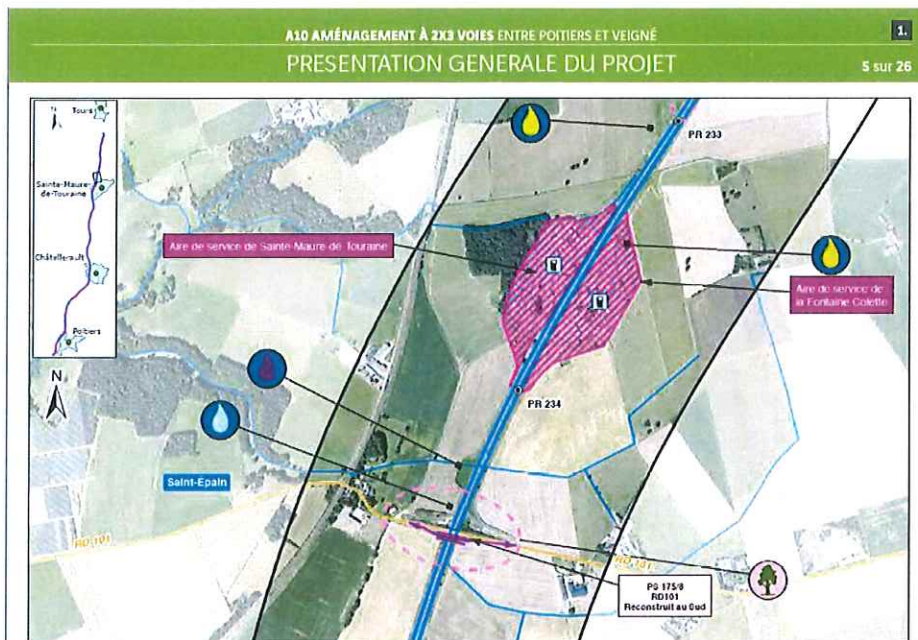 A10 AMÉNAGEMENT À 2X3 VOIES ENTRE POITIERS ET VEIGNÉ
1.
PRESENTATION GENERALE DU PROJET
5 sur 26
N
Tours
Sainte-Maure-
de-Touraine
Châtellerault
Poitiers
PR 233
Aire de service de Sainte-Maure-de-Touraine
Aire de service de
la Fontaine Colette
N
PR 234
Saint-Epain
RD 101
RD 101
PS 175/8
RD101
Reconstruit au Sud